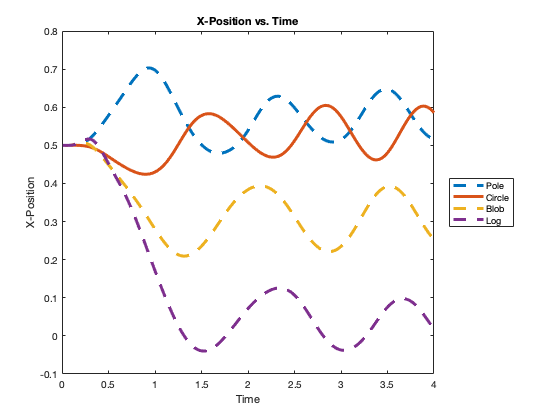 X-Position vs. Time
0.8
0.7
0.6
0.5
0.4
0.3
0.2
0.1
0
-0.1
X-Position
0 0.5 1 1.5 2 2.5 3 3.5 4
Time
Pole
Circle
Blob
Log